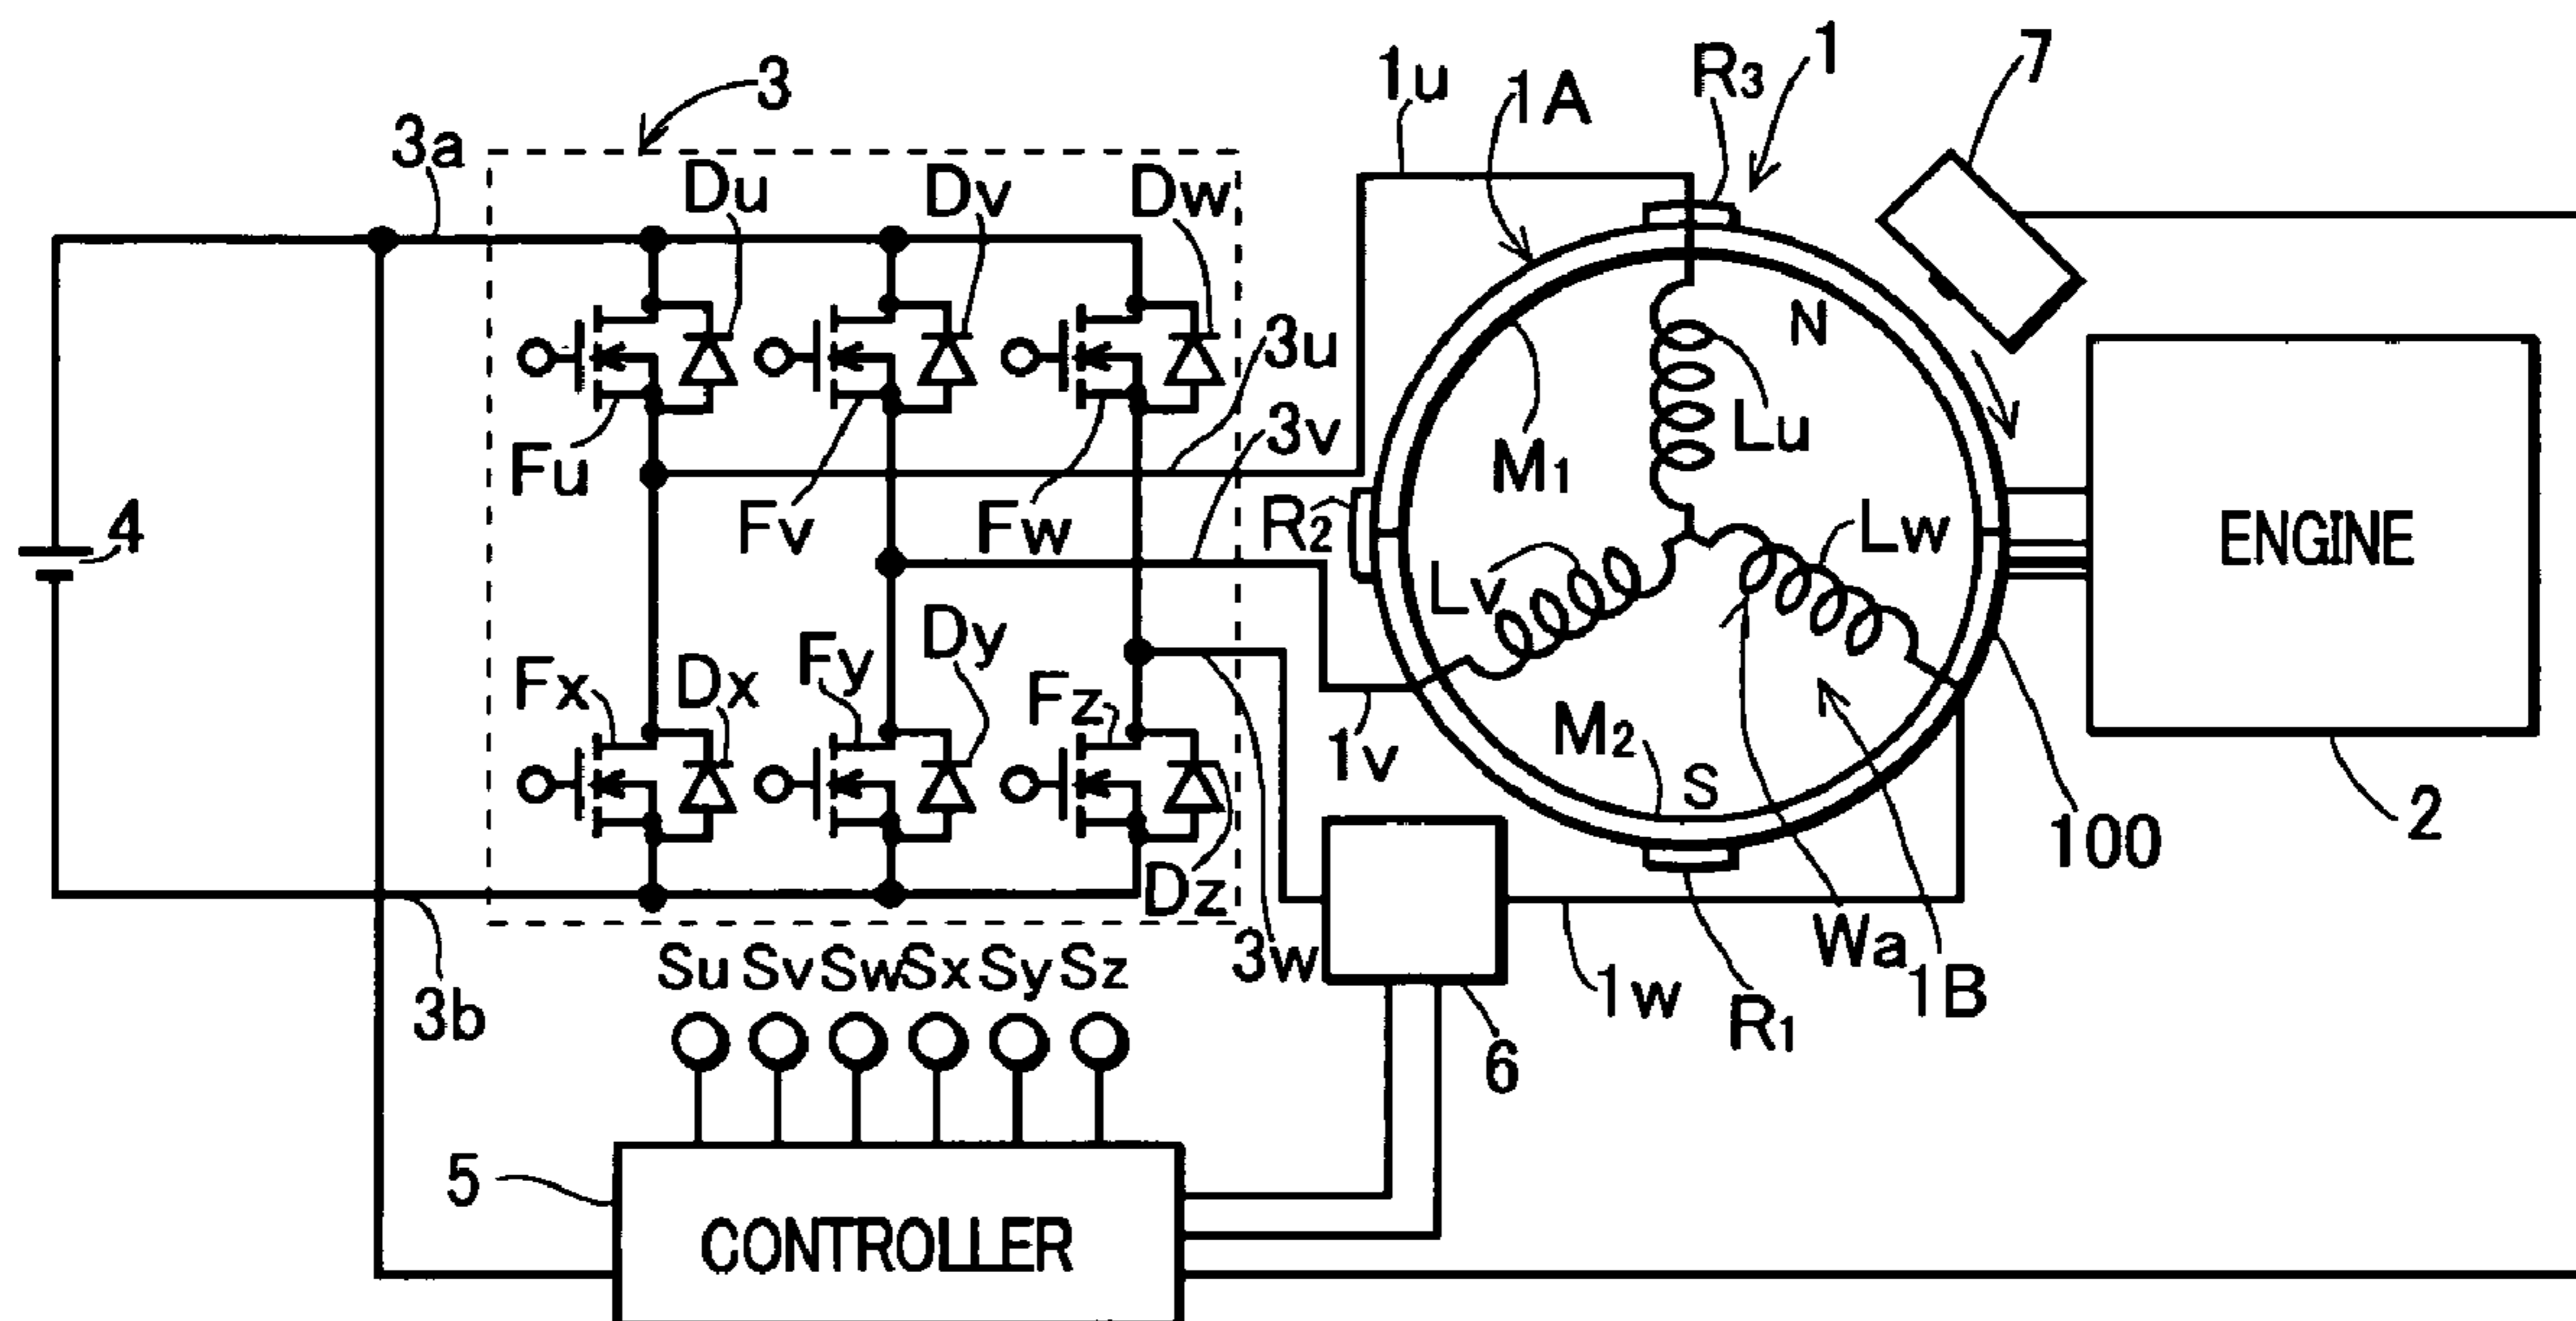 3
1u
1A
R3
1
7
3a
Du
Dv
Dw
N
3u
Lu
3v
M1
Fu
Fv
Fw
R2
Lw
ENGINE
4
Lv
Fx
Dx
Fy
Dy
Fz
M2
1v
S
100
2
Dz
Su Sv Sw Sx Sy Sz
3w
Wa
1B
1w
R1
3b
6
5
CONTROLLER